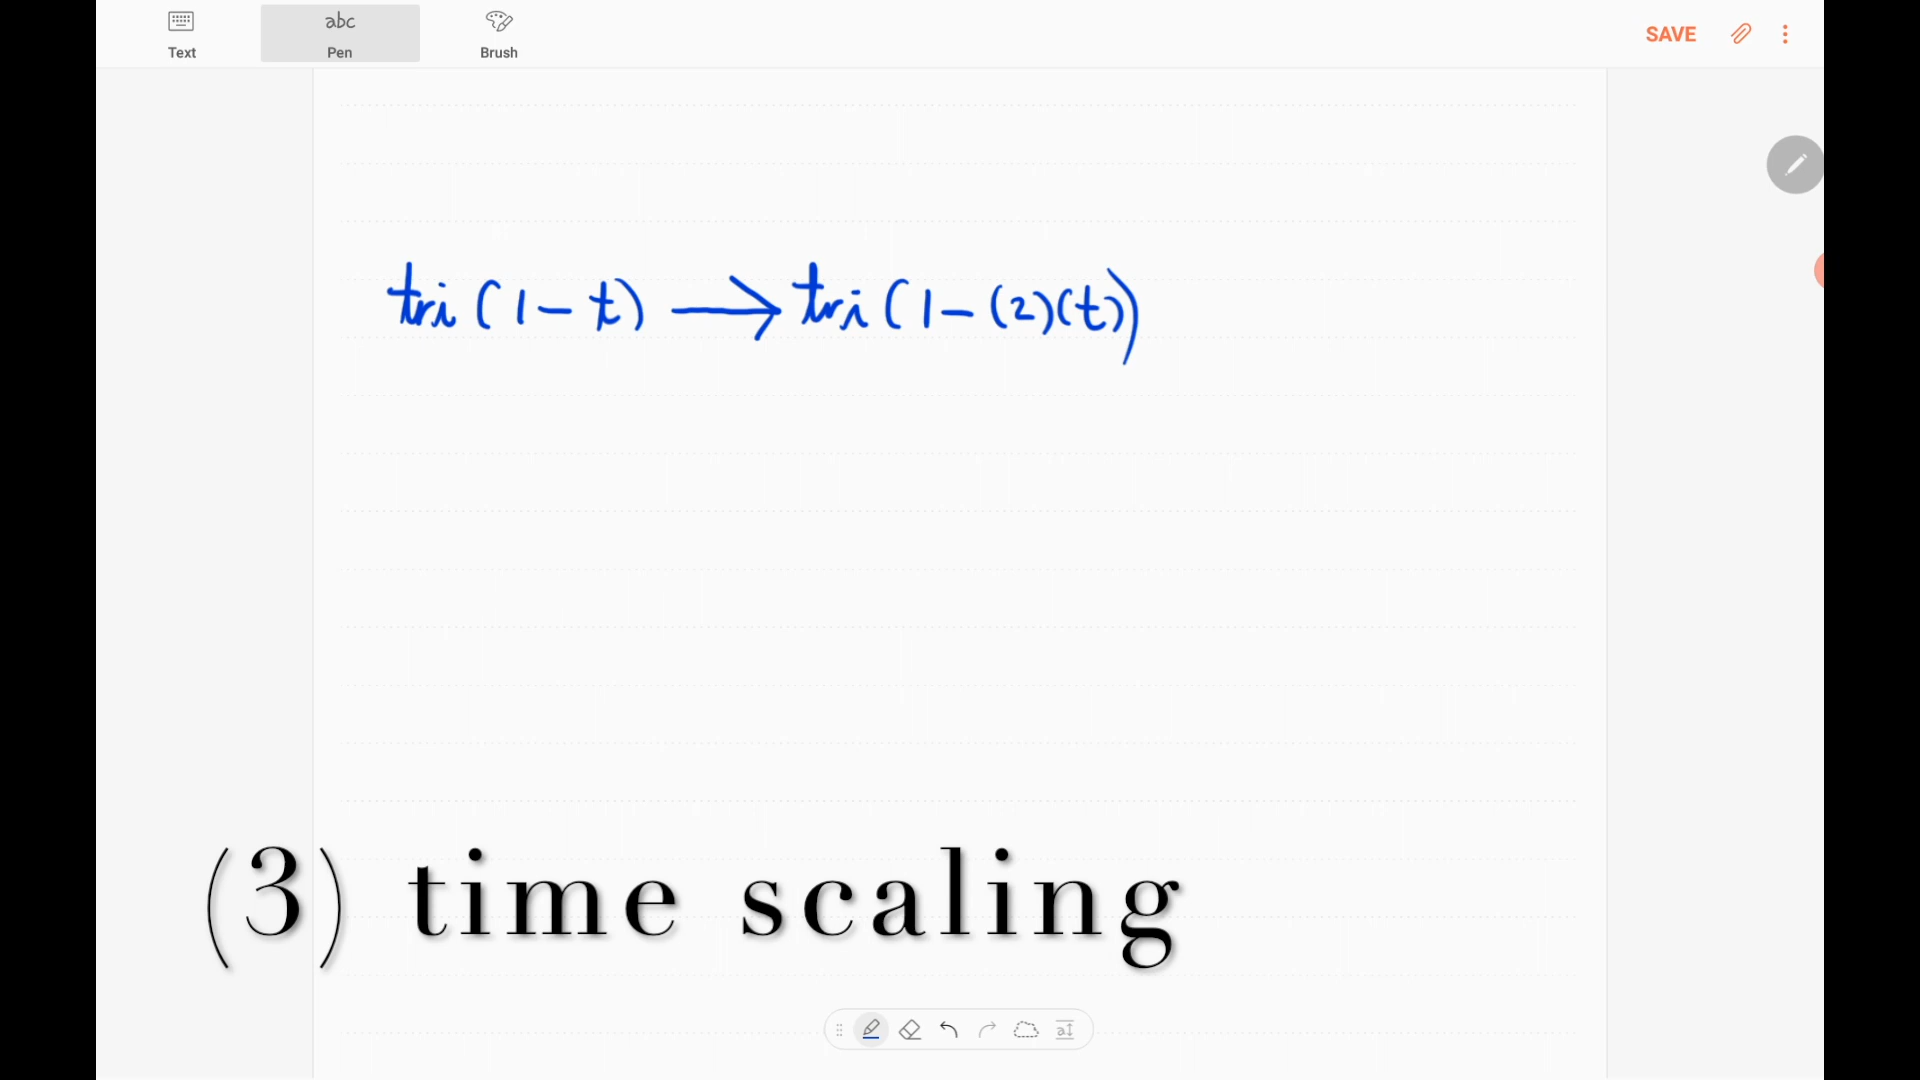 abc
Text Pen Brush SAVE
tri(1-t) → tri(1-(2)(t))
(3) time scaling